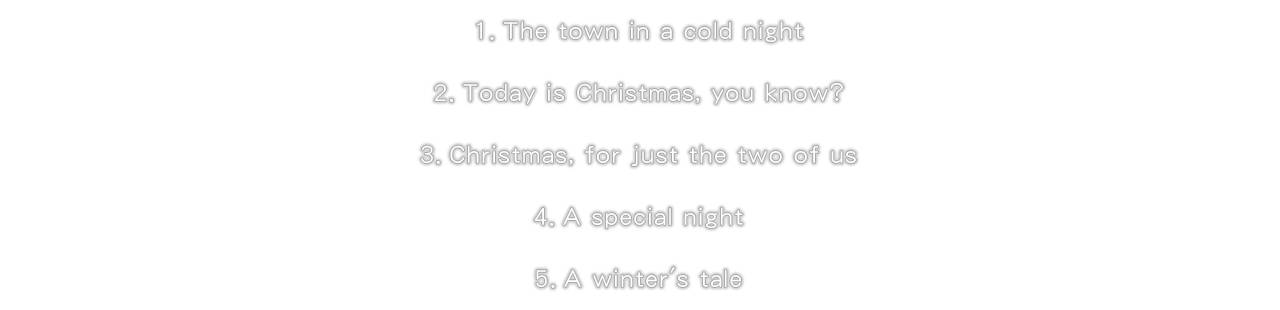 1. The town in a cold night
2. Today is Christmas, you know?
3. Christmas, for just the two of us
4. A special night
5. A winter's tale